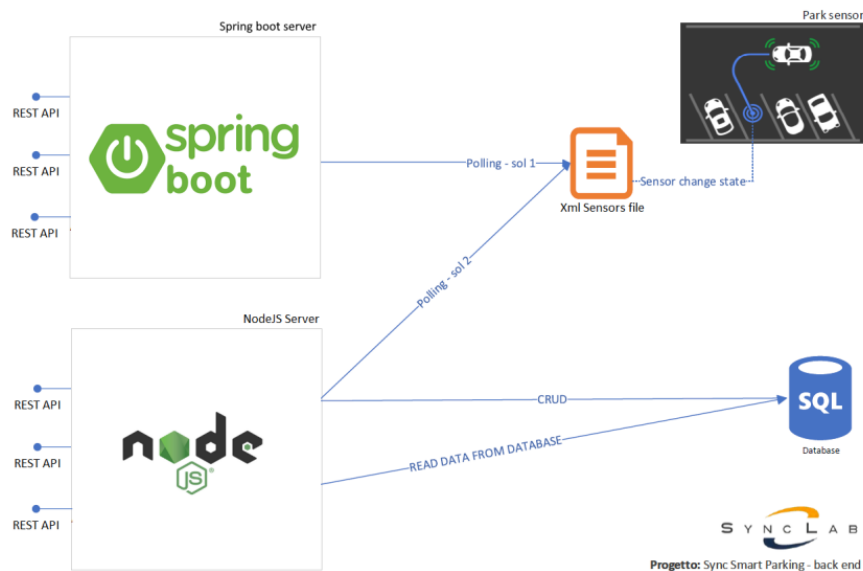 Spring boot server
Park sensor
REST API
REST API
REST API
spring
boot
Polling - sol 1
Sensor change state
Xml Sensors file
Polling - sol 2
NodeJS Server
REST API
REST API
REST API
node
JS
CRUD
READ DATA FROM DATABASE
SQL
Database
SYNCLAB
Progetto: Sync Smart Parking - back end